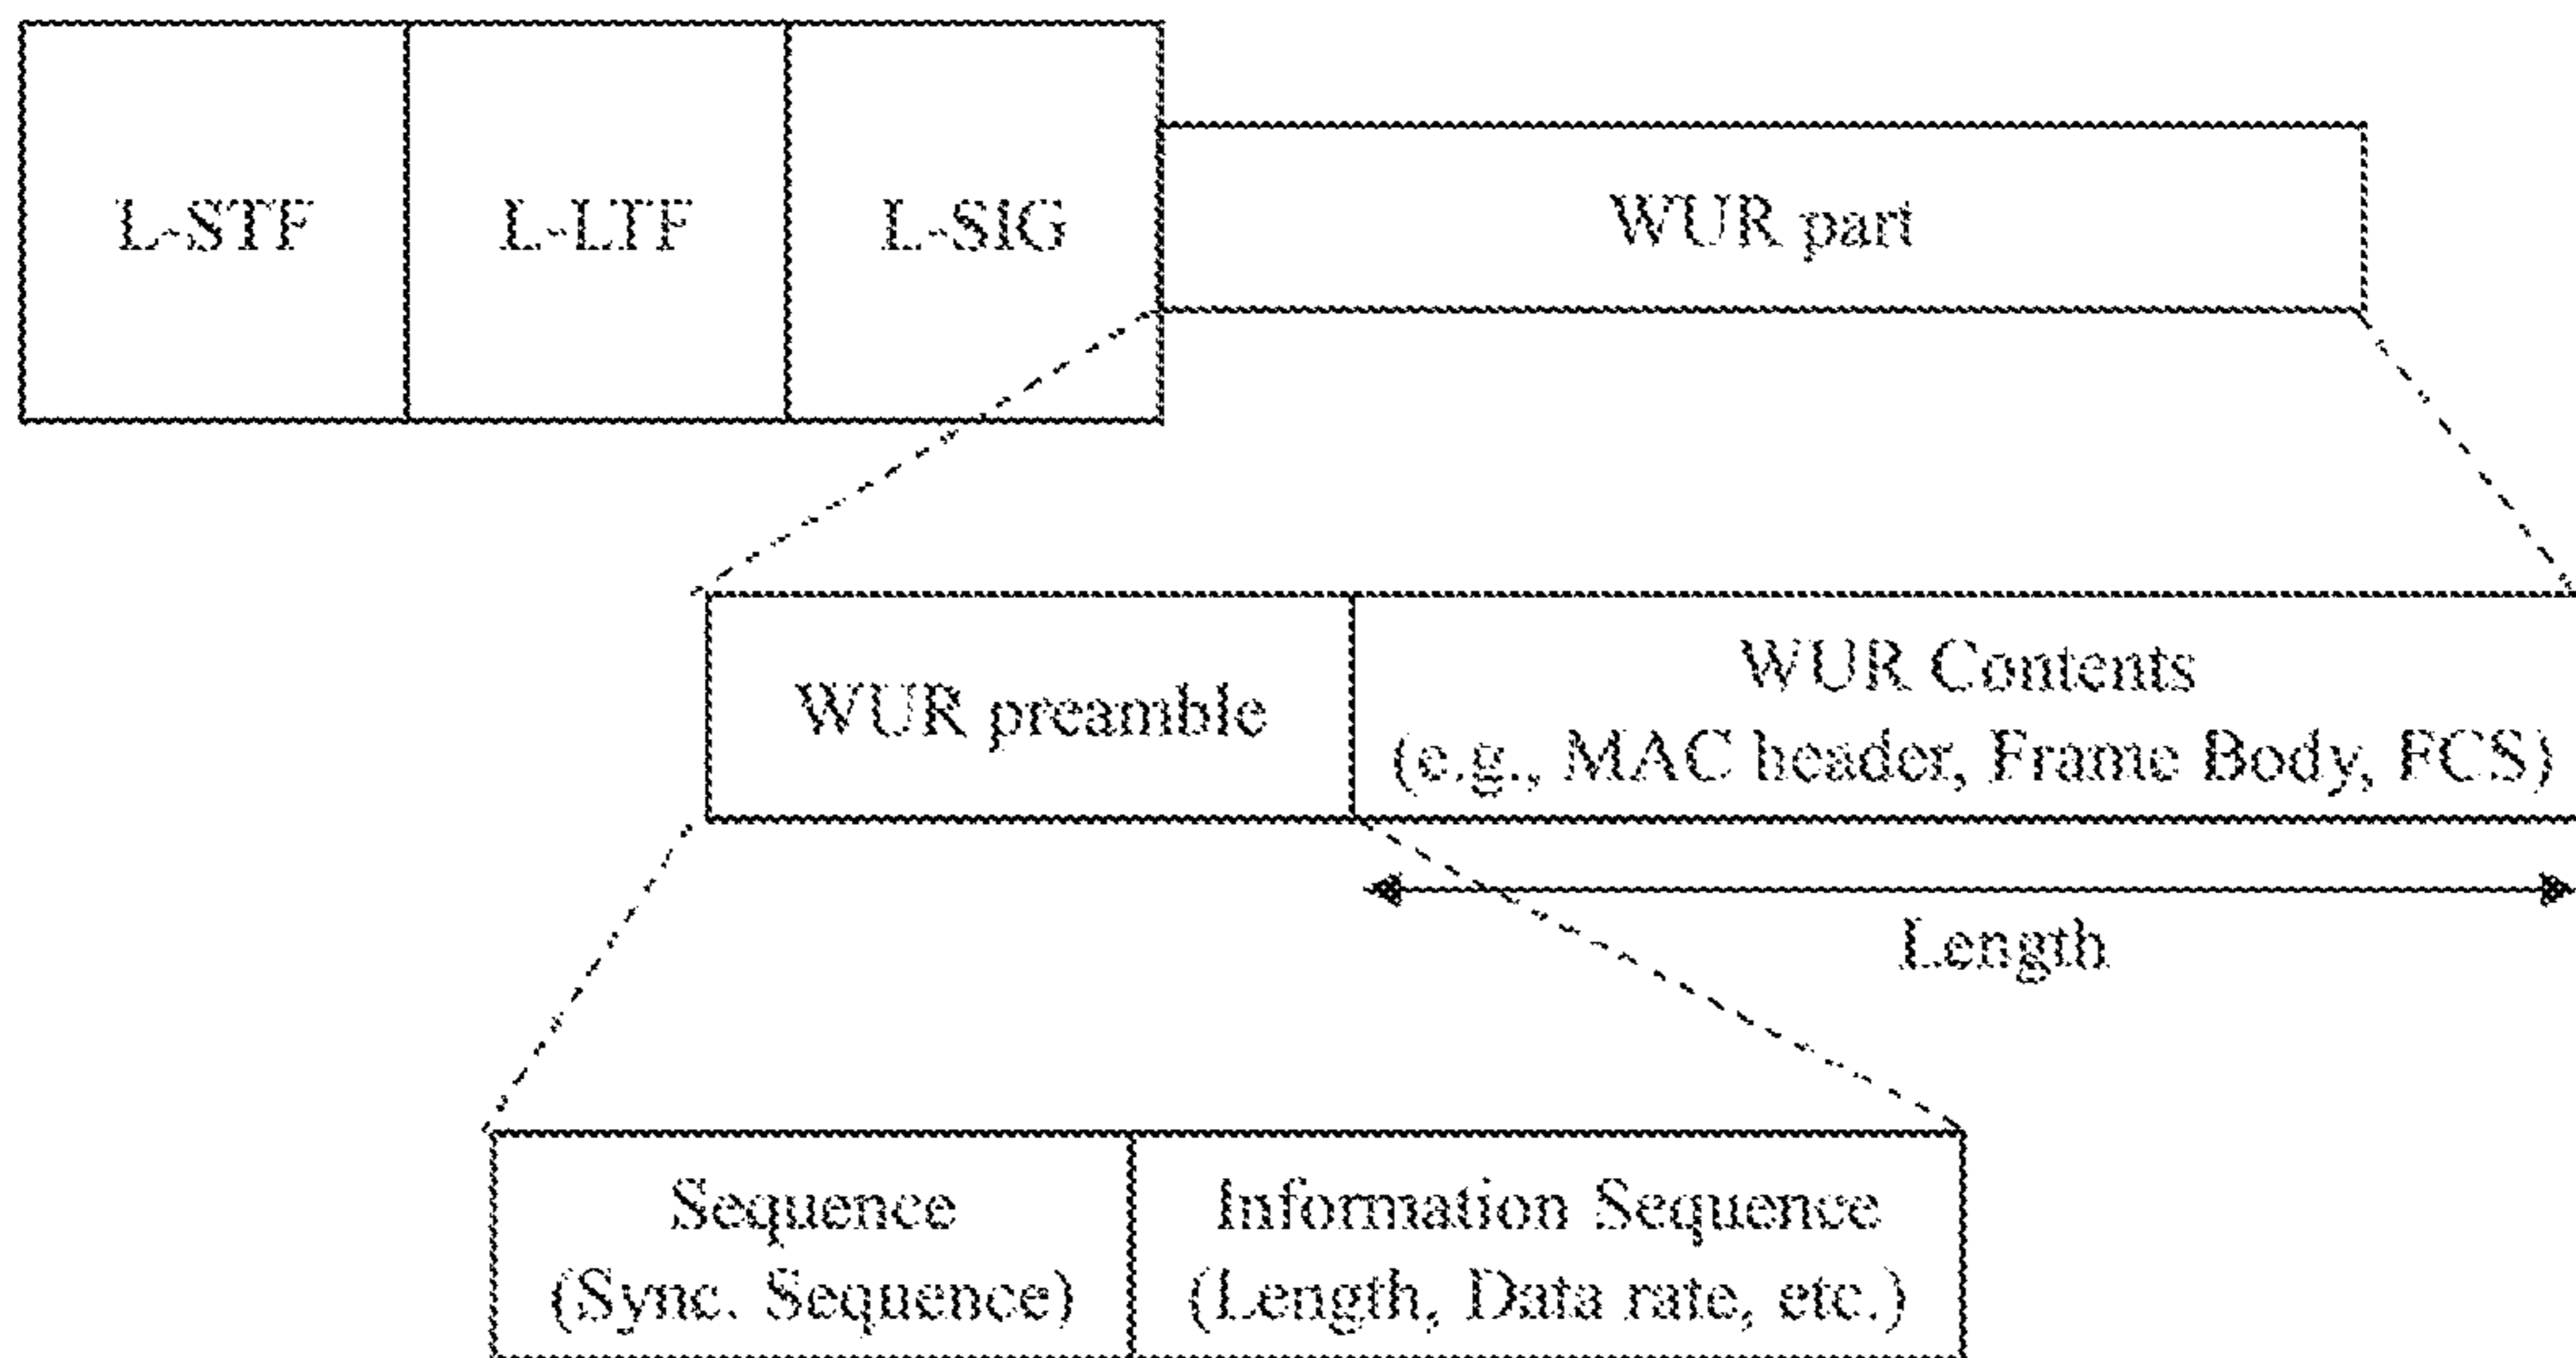 L-STF L-LTF L-SIG WUR part
WUR preamble
WUR Contents
(e.g., MAC header, Frame Body, FCS)
Length
Sequence
(Sync. Sequence)
Information Sequence
(Length, Data rate, etc.)